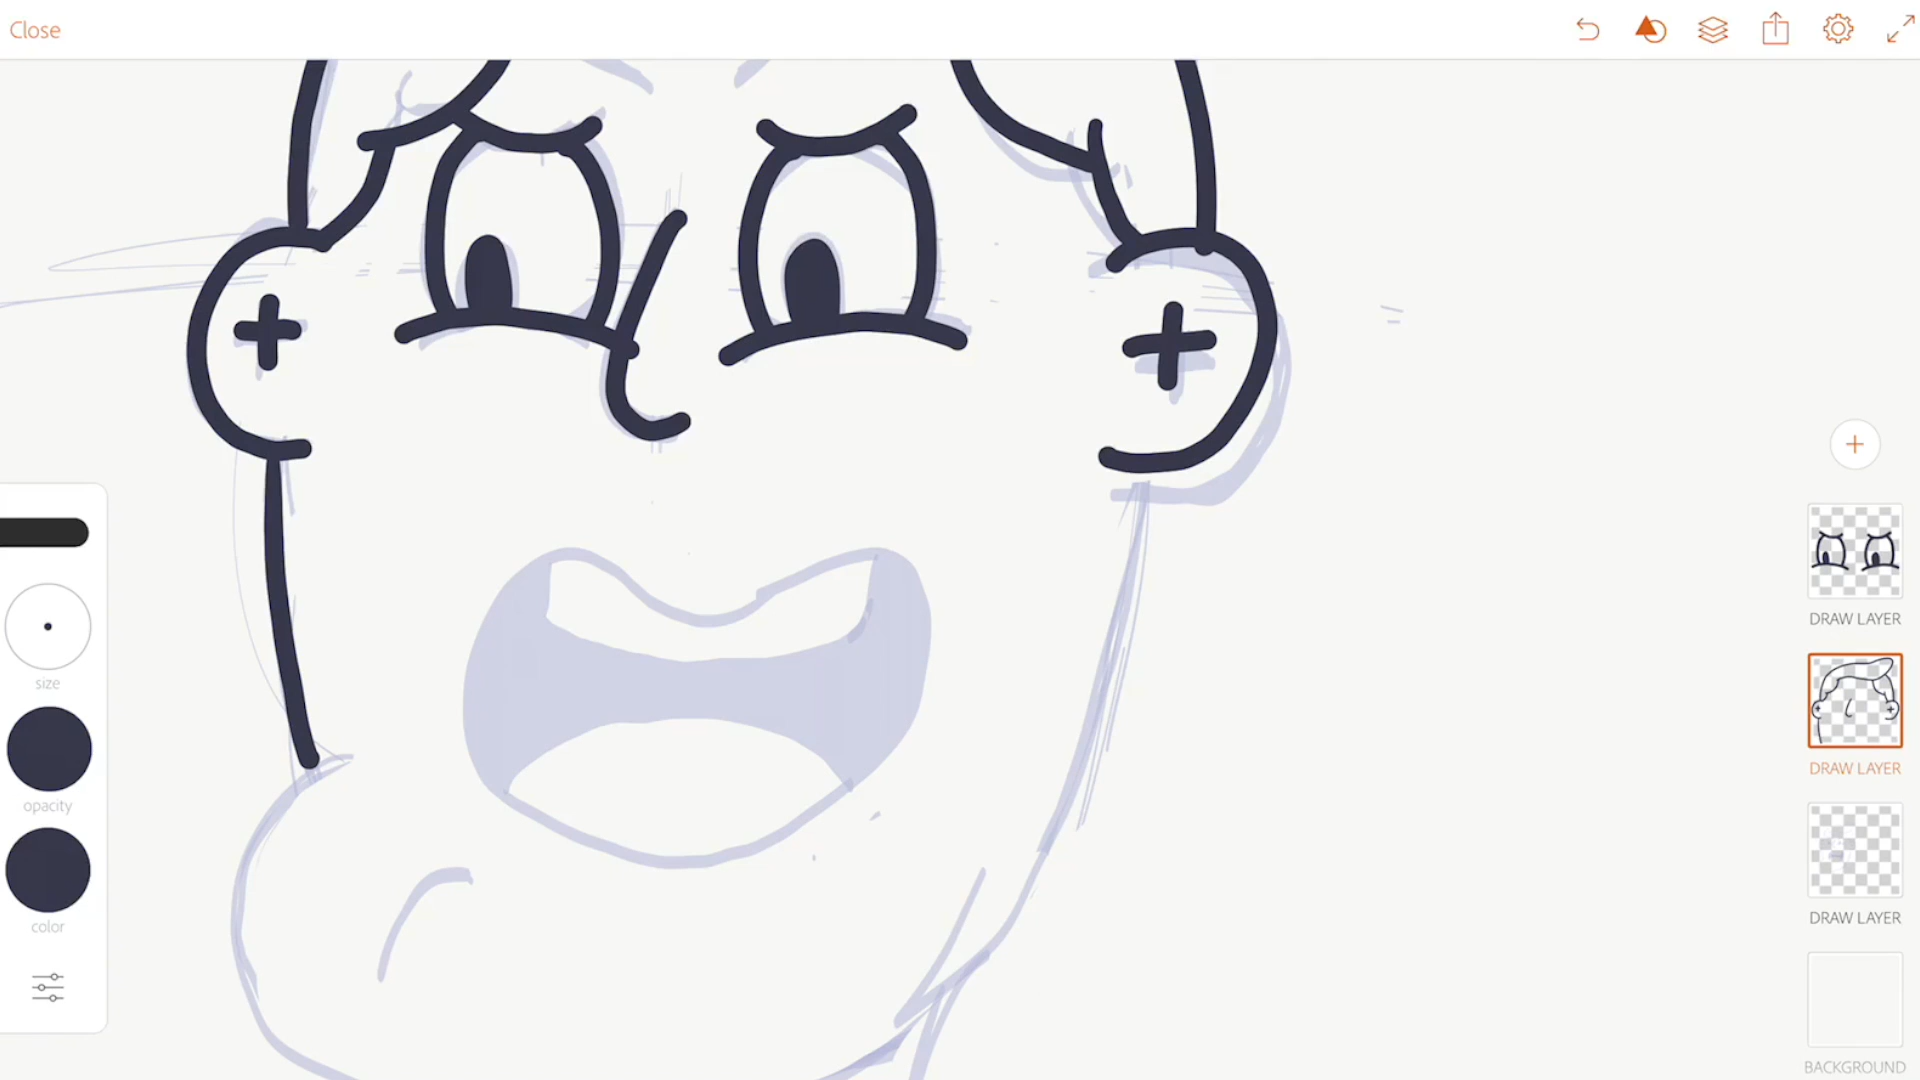 Close
size
opacity
color
DRAW LAYER
DRAW LAYER
DRAW LAYER
BACKGROUND